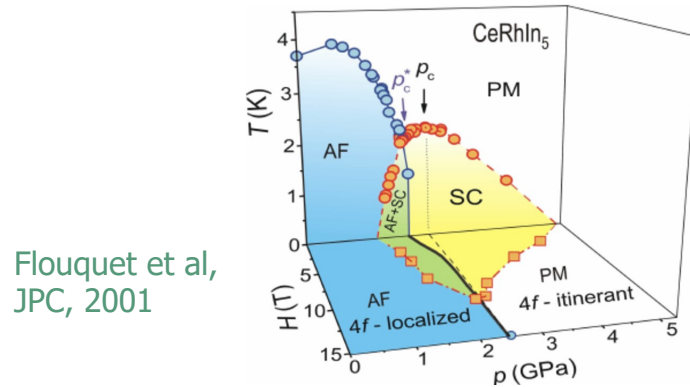 CeRhIn5
4
3
2
1
0
T (K)
p*c
pc
PM
AF
AF+SC
SC
Flouquet et al,
JPC, 2001
5
10
15
H (T)
AF
4f - localized
PM
4f - itinerant
0
1
2
3
4
5
p (GPa)